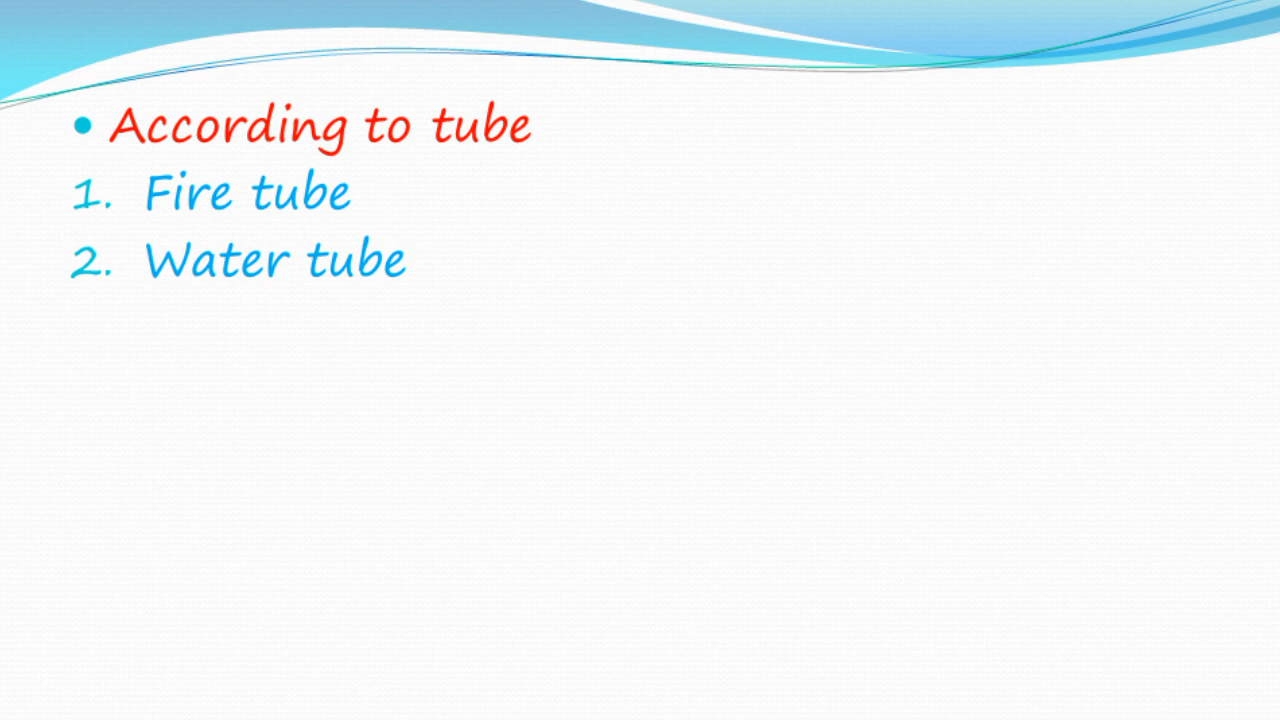 • According to tube
1. Fire tube
2. Water tube